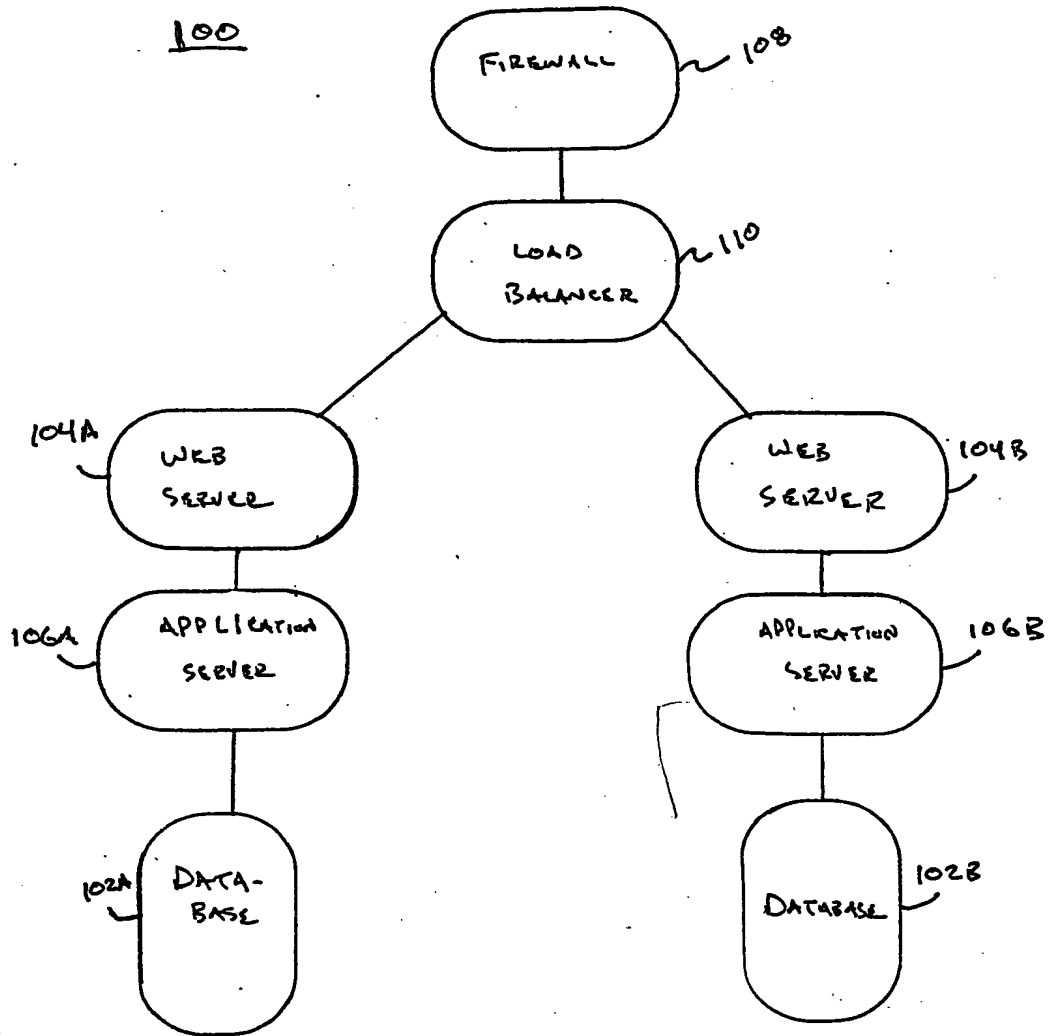 100
FIREWALL
108
LOAD
BALANCER
110
104A
WEB
SERVER
WEB
SERVER
104B
106A
APPLICATION
SERVER
APPLICATION
SERVER
106B
102A
DATA-
BASE
DATABASE
102B